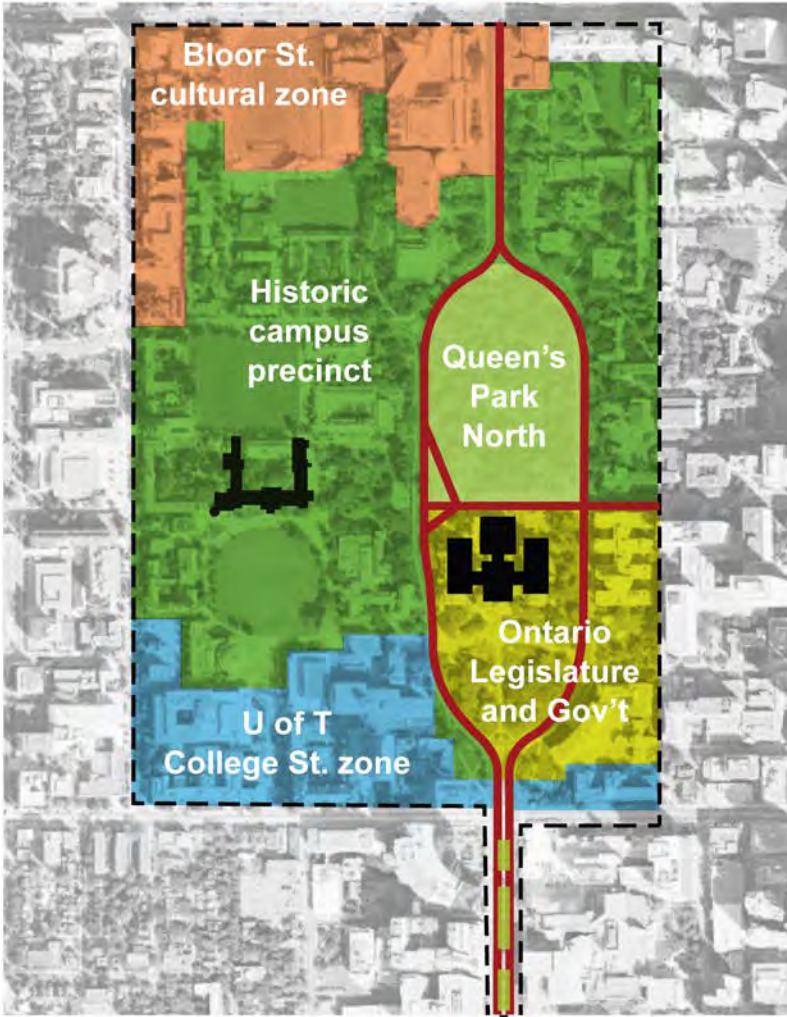 Bloor St.
cultural zone
Historic
campus
precinct
Queen's
Park
North
Ontario
Legislature
and Gov't
U of T
College St. zone